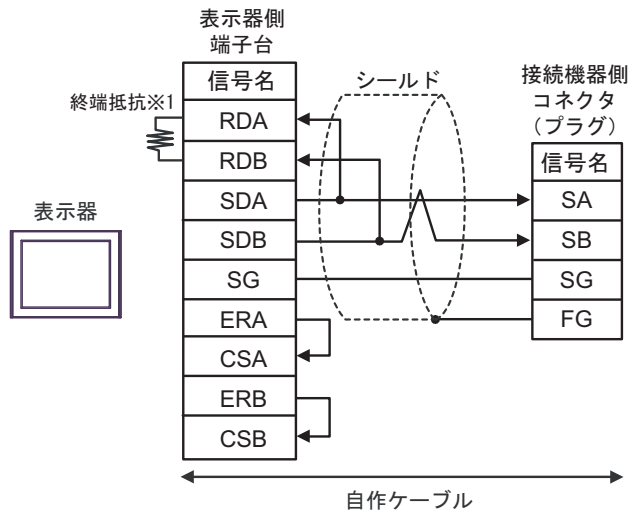 表示器側
端子台
信号名
終端抵抗※1
RDA
RDB
SDA
SDB
SG
ERA
CSA
ERB
CSB
シールド
接続機器側
コネクタ
(プラグ)
信号名
SA
SB
SG
FG
表示器
自作ケーブル